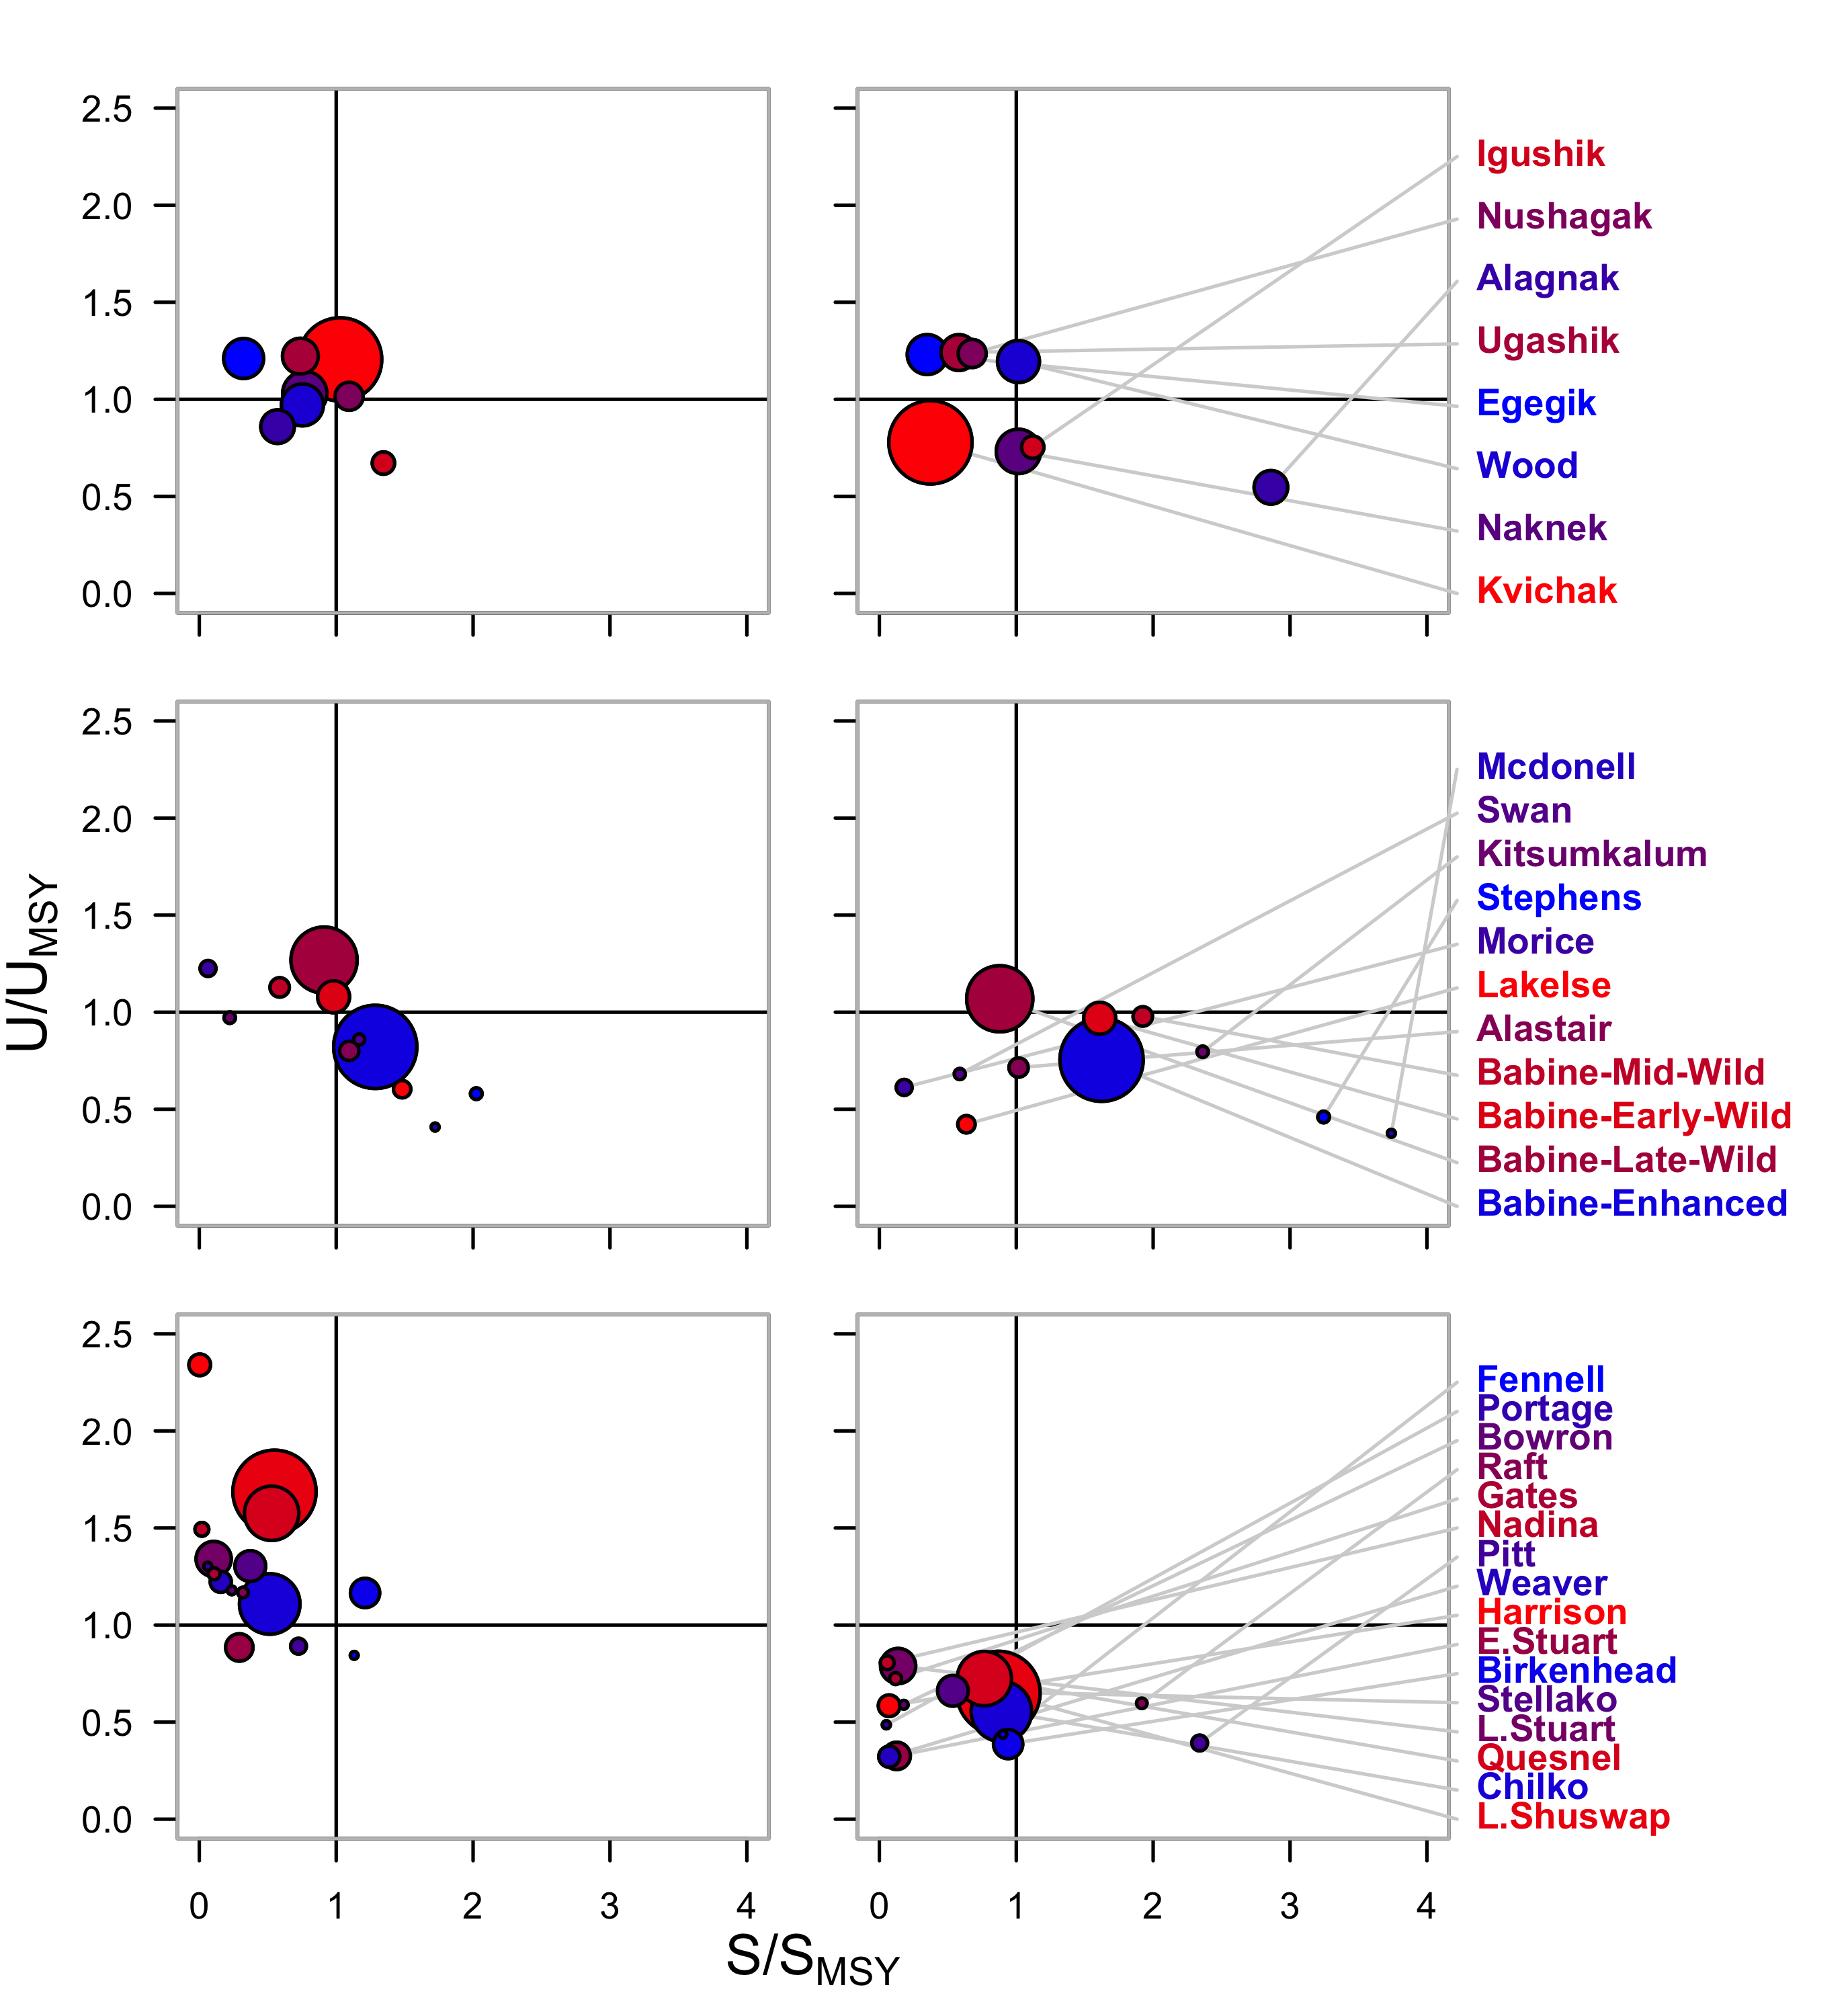 2.5
2.0
1.5
1.0
0.5
0.0
Igushik
Nushagak
Alagnak
Ugashik
Egegik
Wood
Naknek
Kvichak
U/UMSY
2.5
2.0
1.5
1.0
0.5
0.0
Mcdonell
Swan
Kitsumkalum
Stephens
Morice
Lakelse
Alastair
Babine-Mid-Wild
Babine-Early-Wild
Babine-Late-Wild
Babine-Enhanced
2.5
2.0
1.5
1.0
0.5
0.0
Fennell
Portage
Bowron
Raft
Gates
Nadina
Pitt
Weaver
Harrison
E.Stuart
Birkenhead
Stellako
L.Stuart
Quesnel
Chilko
L.Shuswap
0 1 2 3 4
0 1 2 3 4
S/SMSY